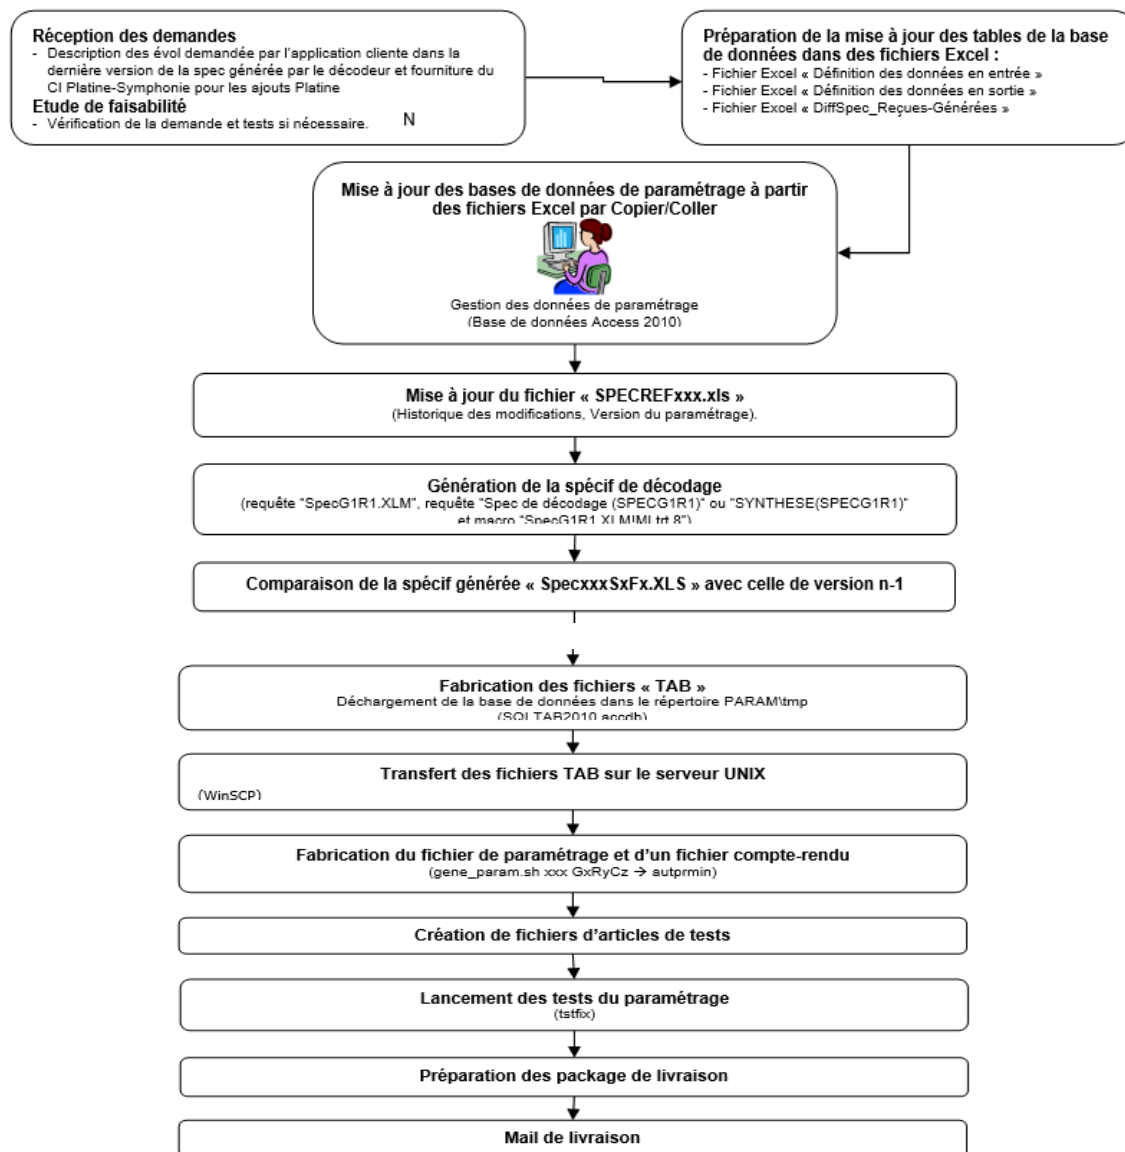 Réception des demandes
- Description des évol demandée par l'application cliente dans la
dernière version de la spec générée par le décodeur et fourniture du
CI Platine-Symphonie pour les ajouts Platine
Etude de faisabilité
- Vérification de la demande et tests si nécessaire. N
Préparation de la mise à jour des tables de la base
de données dans des fichiers Excel :
- Fichier Excel « Définition des données en entrée »
- Fichier Excel « Définition des données en sortie »
- Fichier Excel « DiffSpec_Reçues-Générées »
Mise à jour des bases de données de paramétrage à partir
des fichiers Excel par Copier/Coller
Gestion des données de paramétrage
(Base de données Access 2010)
Mise à jour du fichier « SPECREFxxx.xls »
(Historique des modifications, Version du paramétrage).
Génération de la spécif de décodage
(requête "SpecG1R1.XLM", requête "Spec de décodage (SPECG1R1)" ou "SYNTHESE(SPECG1R1)"
et macro "SpecG1R1.XLM!MLtrt.8")
Comparaison de la spécif générée « SpecxxxSxFx.XLS » avec celle de version n-1
Fabrication des fichiers « TAB »
Déchargement de la base de données dans le répertoire PARAM\tmp
(SQLTAB2010.accdb)
Transfert des fichiers TAB sur le serveur UNIX
(WinSCP)
Fabrication du fichier de paramétrage et d'un fichier compte-rendu
(gene_param.sh xxx GxRyCz → autprmin)
Création de fichiers d'articles de tests
Lancement des tests du paramétrage
(tstfix)
Préparation des package de livraison
Mail de livraison